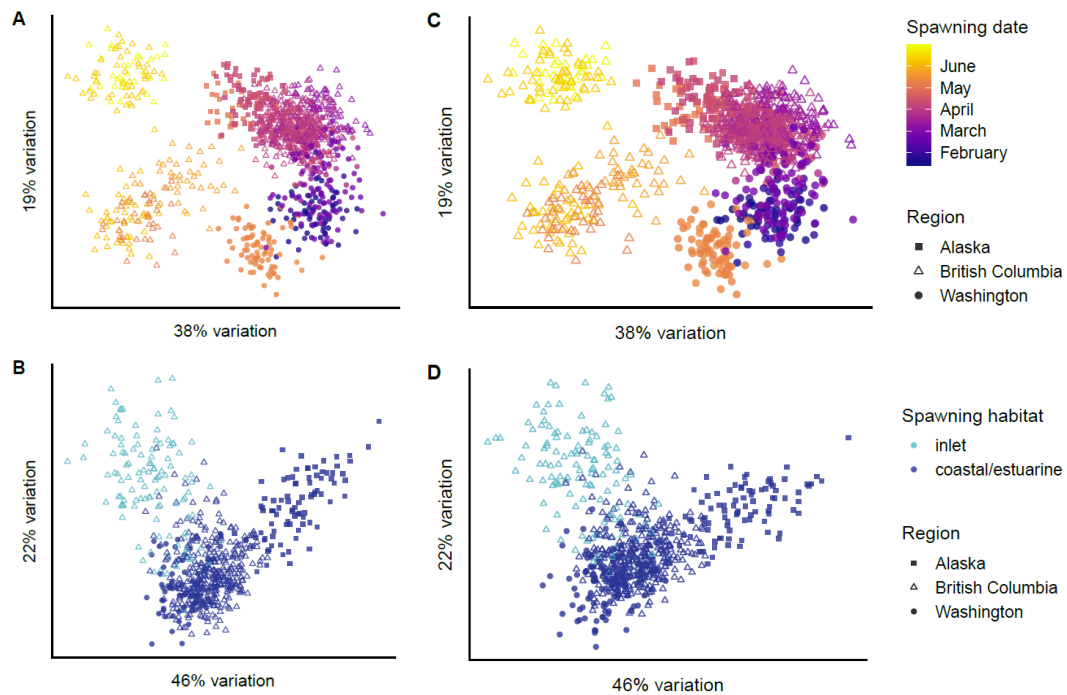 A
19% variation
38% variation
C
19% variation
38% variation
Spawning date
June
May
April
March
February
Region
Alaska
British Columbia
Washington
B
22% variation
46% variation
D
22% variation
46% variation
Spawning habitat
inlet
coastal/estuarine
Region
Alaska
British Columbia
Washington